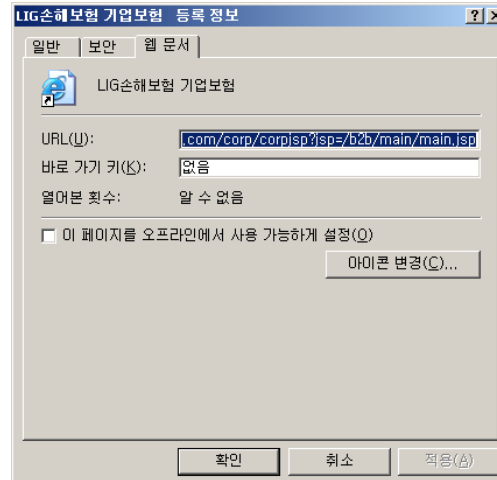 LIG손해보험 기업보험 등록 정보
일반 보안 웹 문서
LIG손해보험 기업보험
URL(U): .com/corp/corpjsp?jsp=/b2b/main/main.jsp
바로 가기 키(K): 없음
열어본 횟수: 알 수 없음
이 페이지를 오프라인에서 사용 가능하게 설정(O)
아이콘 변경(C)...
확인 취소 적용(A)